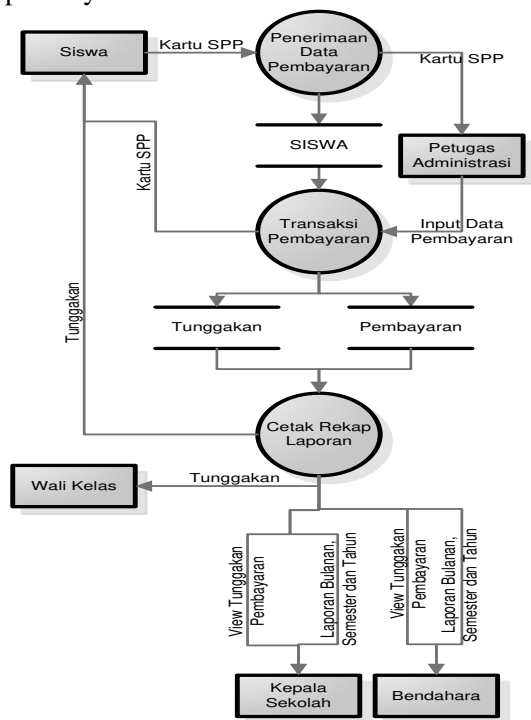 Siswa
Kartu SPP
Penerimaan
Data
Pembayaran
Kartu SPP
SISWA
Petugas
Administrasi
Kartu SPP
Transaksi
Pembayaran
Input Data
Pembayaran
Tunggakan
Tunggakan
Pembayaran
Cetak Rekap
Laporan
Wali Kelas
Tunggakan
View Tunggakan
Pembayaran
Laporan Bulanan,
Semester dan Tahun
View Tunggakan
Pembayaran
Laporan Bulanan,
Semester dan Tahun
Kepala
Sekolah
Bendahara